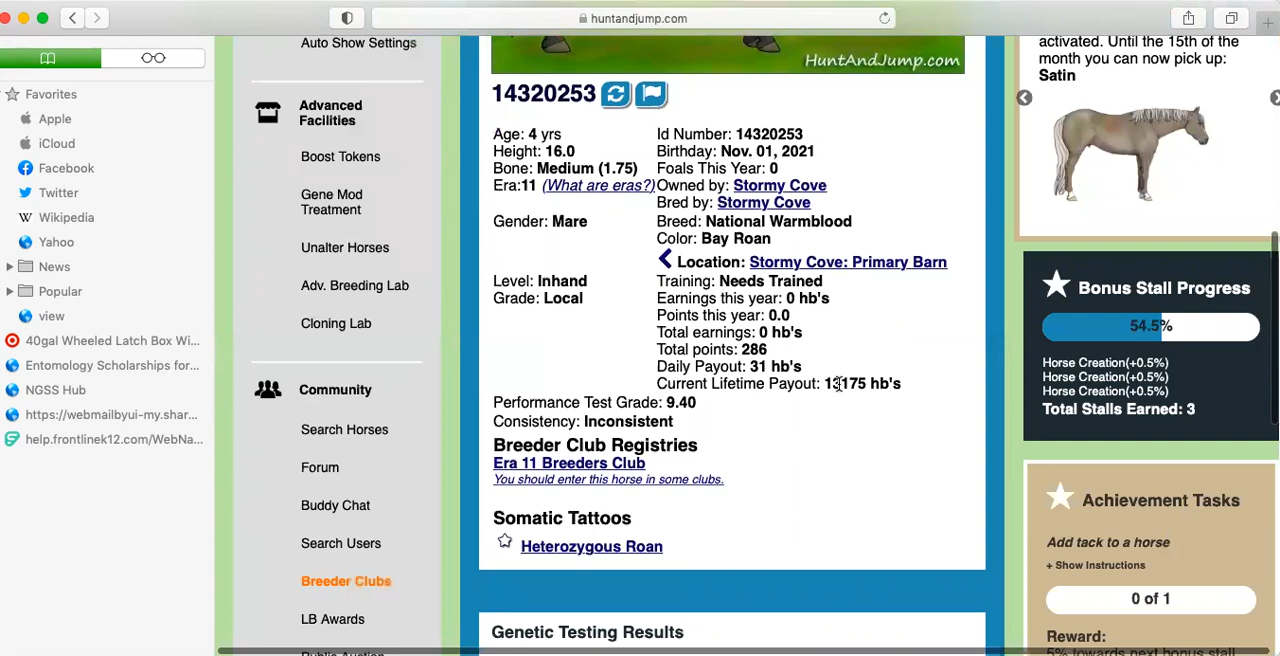 huntandjump.com
Favorites
Apple
iCloud
Facebook
Twitter
Wikipedia
Yahoo
News
Popular
view
40gal Wheeled Latch Box Wi...
Entomology Scholarships for...
NGSS Hub
https://webmailbyui-my.shar...
help.frontlinek12.com/WebNa...
Auto Show Settings
Advanced
Facilities
Boost Tokens
Gene Mod
Treatment
Unalter Horses
Adv. Breeding Lab
Cloning Lab
Community
Search Horses
Forum
Buddy Chat
Search Users
Breeder Clubs
LB Awards
HuntAndJump.com
14320253
Age: 4 yrs
Height: 16.0
Bone: Medium (1.75)
Era:11 (What are eras?)
Gender: Mare
Level: Inhand
Grade: Local
Id Number: 14320253
Birthday: Nov. 01, 2021
Foals This Year: 0
Owned by: Stormy Cove
Bred by: Stormy Cove
Breed: National Warmblood
Color: Bay Roan
Location: Stormy Cove: Primary Barn
Training: Needs Trained
Earnings this year: 0 hb's
Points this year: 0.0
Total earnings: 0 hb's
Total points: 286
Daily Payout: 31 hb's
Current Lifetime Payout: hb's
Performance Test Grade: 9.40
Consistency: Inconsistent
Breeder Club Registries
Era 11 Breeders Club
You should enter this horse in some clubs.
Somatic Tattoos
Heterozygous Roan
Genetic Testing Results
activated. Until the 15th of the
month you can now pick up:
Satin
Bonus Stall Progress
54.5%
Horse Creation(+0.5%)
Horse Creation(+0.5%)
Horse Creation(+0.5%)
Total Stalls Earned: 3
Achievement Tasks
Add tack to a horse
+ Show Instructions
0 of 1
Reward:
5% towards next bonus stall